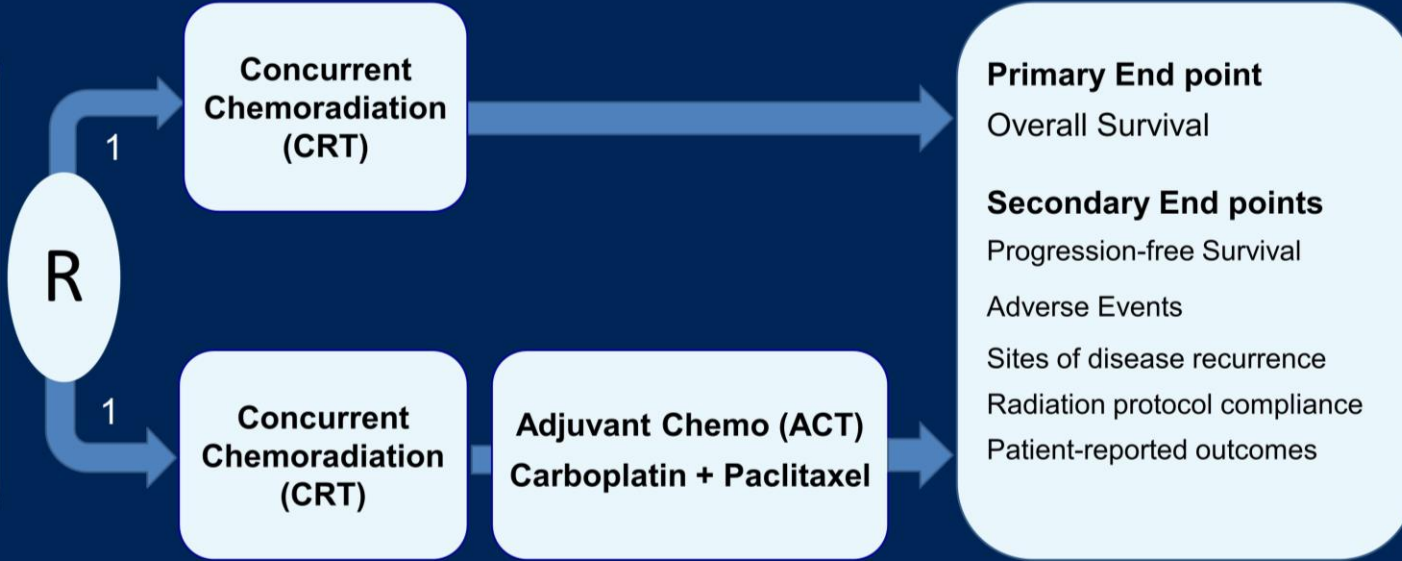 R
1
Concurrent
Chemoradiation
(CRT)
1
Concurrent
Chemoradiation
(CRT)
Adjuvant Chemo (ACT)
Carboplatin + Paclitaxel
Primary End point
Overall Survival
Secondary End points
Progression-free Survival
Adverse Events
Sites of disease recurrence
Radiation protocol compliance
Patient-reported outcomes